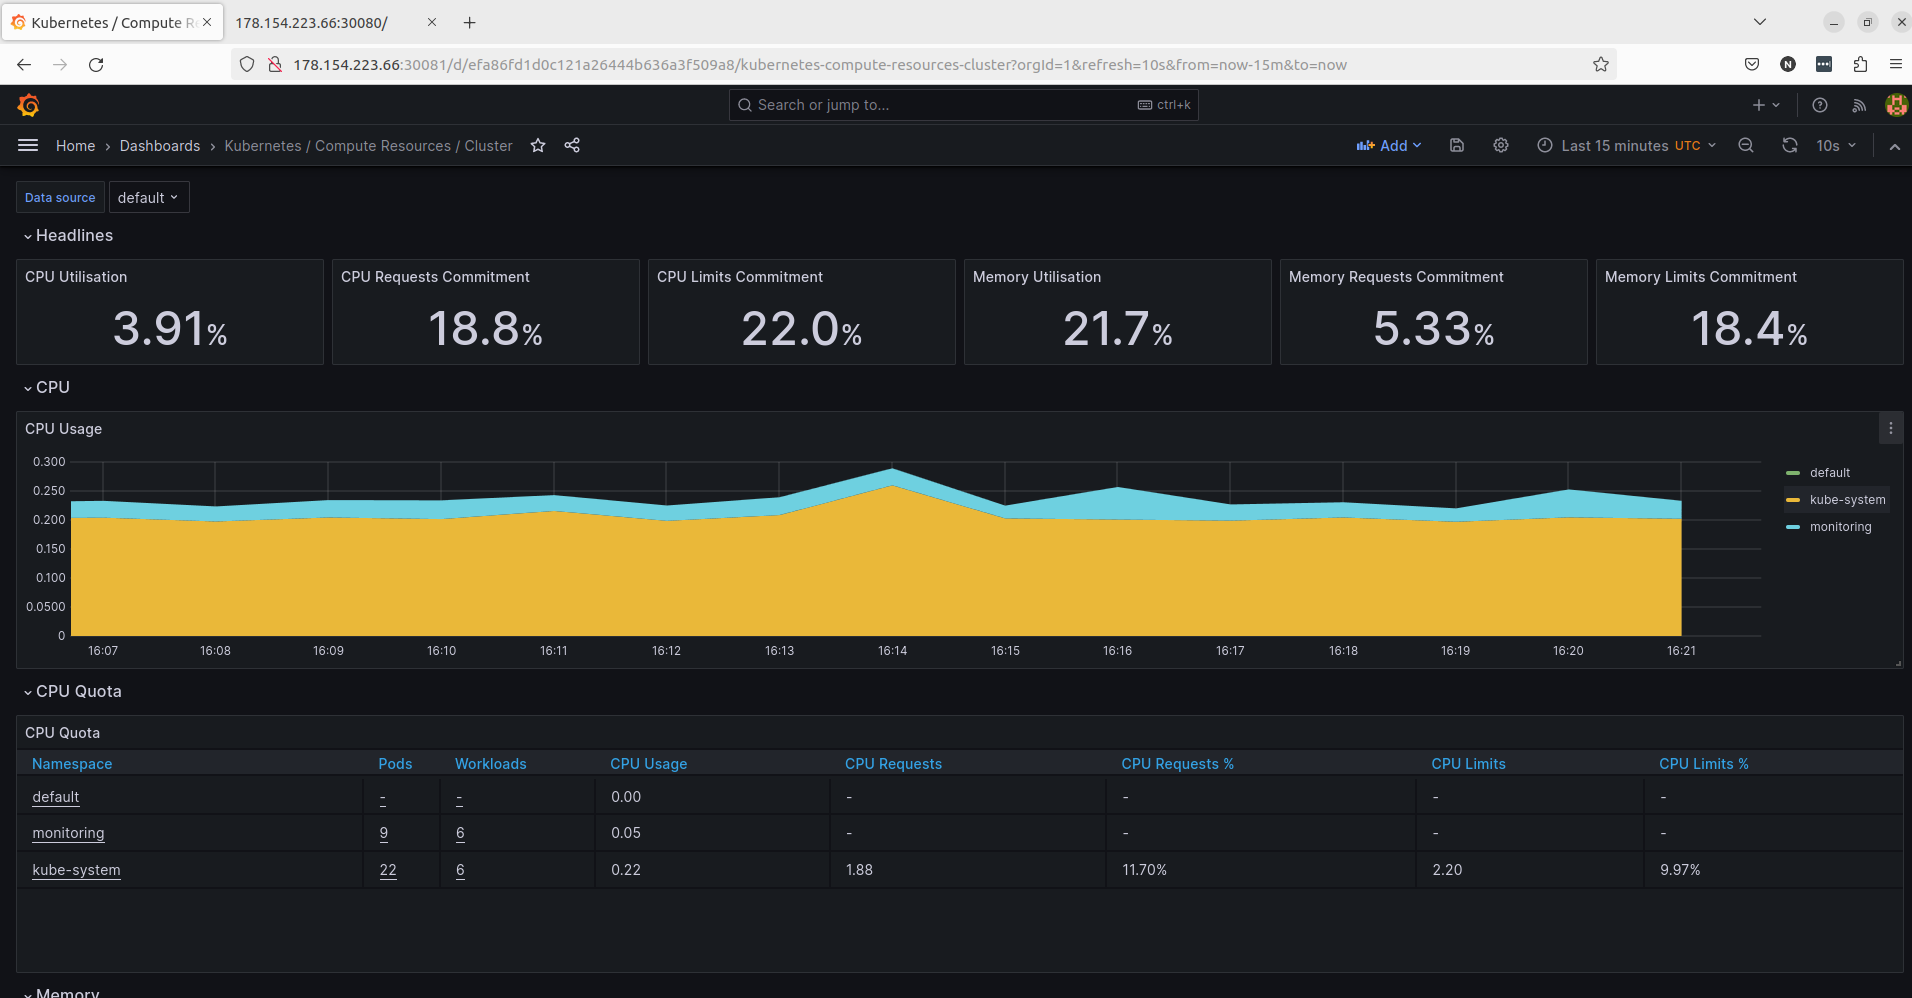 Kubernetes / Compute R
178.154.223.66:30080/
178.154.223.66:30081/d/efa86fd1d0c121a26444b636a3f509a8/kubernetes-compute-resources-cluster?orgId=1&refresh=10s&from=now-15m&to=now
N
Search or jump to...
ctrl+k
Home › Dashboards › Kubernetes / Compute Resources / Cluster
Add
Last 15 minutes UTC
10s
Data source
default
Headlines
CPU Utilisation
3.91%
CPU Requests Commitment
18.8%
CPU Limits Commitment
22.0%
Memory Utilisation
21.7%
Memory Requests Commitment
5.33%
Memory Limits Commitment
18.4%
CPU
CPU Usage
0.300
0.250
0.200
0.150
0.100
0.0500
0
16:07 16:08 16:09 16:10 16:11 16:12 16:13 16:14 16:15 16:16 16:17 16:18 16:19 16:20 16:21
default
kube-system
monitoring
CPU Quota
CPU Quota
Namespace Pods Workloads CPU Usage CPU Requests CPU Requests % CPU Limits CPU Limits %
default - - 0.00 - - - -
monitoring 9 6 0.05 - - - -
kube-system 22 6 0.22 1.88 11.70% 2.20 9.97%
Memory